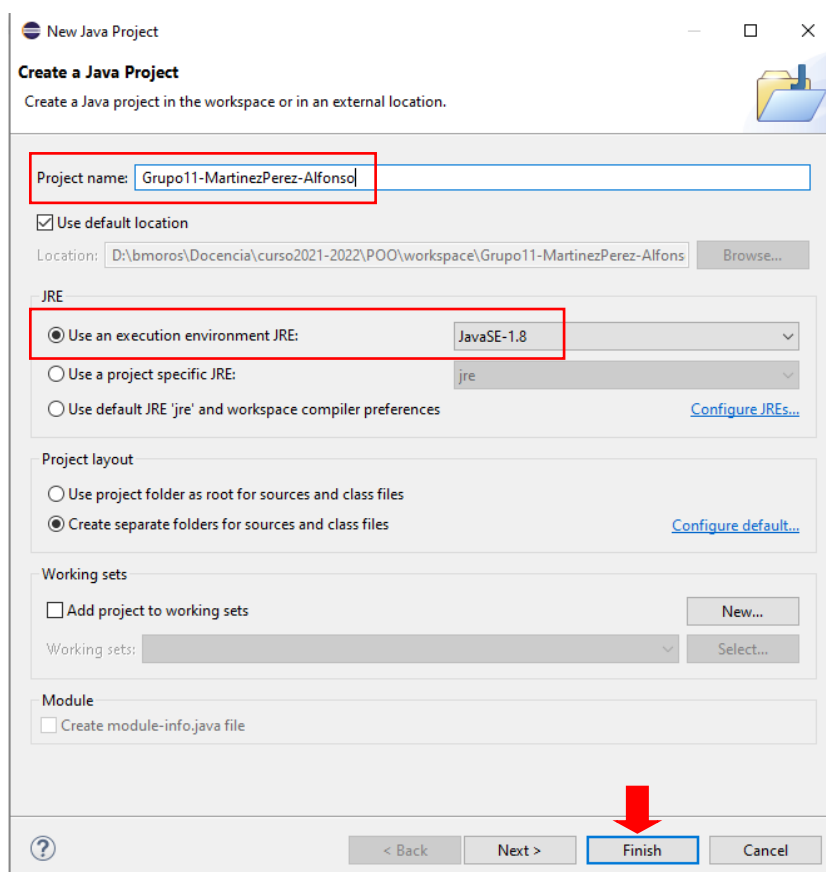 New Java Project
Create a Java Project
Create a Java project in the workspace or in an external location.
Project name: Grupo11-MartinezPerez-Alfonso
Use default location
Location: D:\bmoros\Docencia\curso2021-2022\POO\workspace\Grupo11-MartinezPerez-Alfons Browse...
JRE
Use an execution environment JRE: JavaSE-1.8
Use a project specific JRE: jre
Use default JRE 'jre' and workspace compiler preferences Configure JREs...
Project layout
Use project folder as root for sources and class files
Create separate folders for sources and class files Configure default...
Working sets
Add project to working sets New...
Working sets: Select...
Module
Create module-info.java file
? < Back Next > Finish Cancel